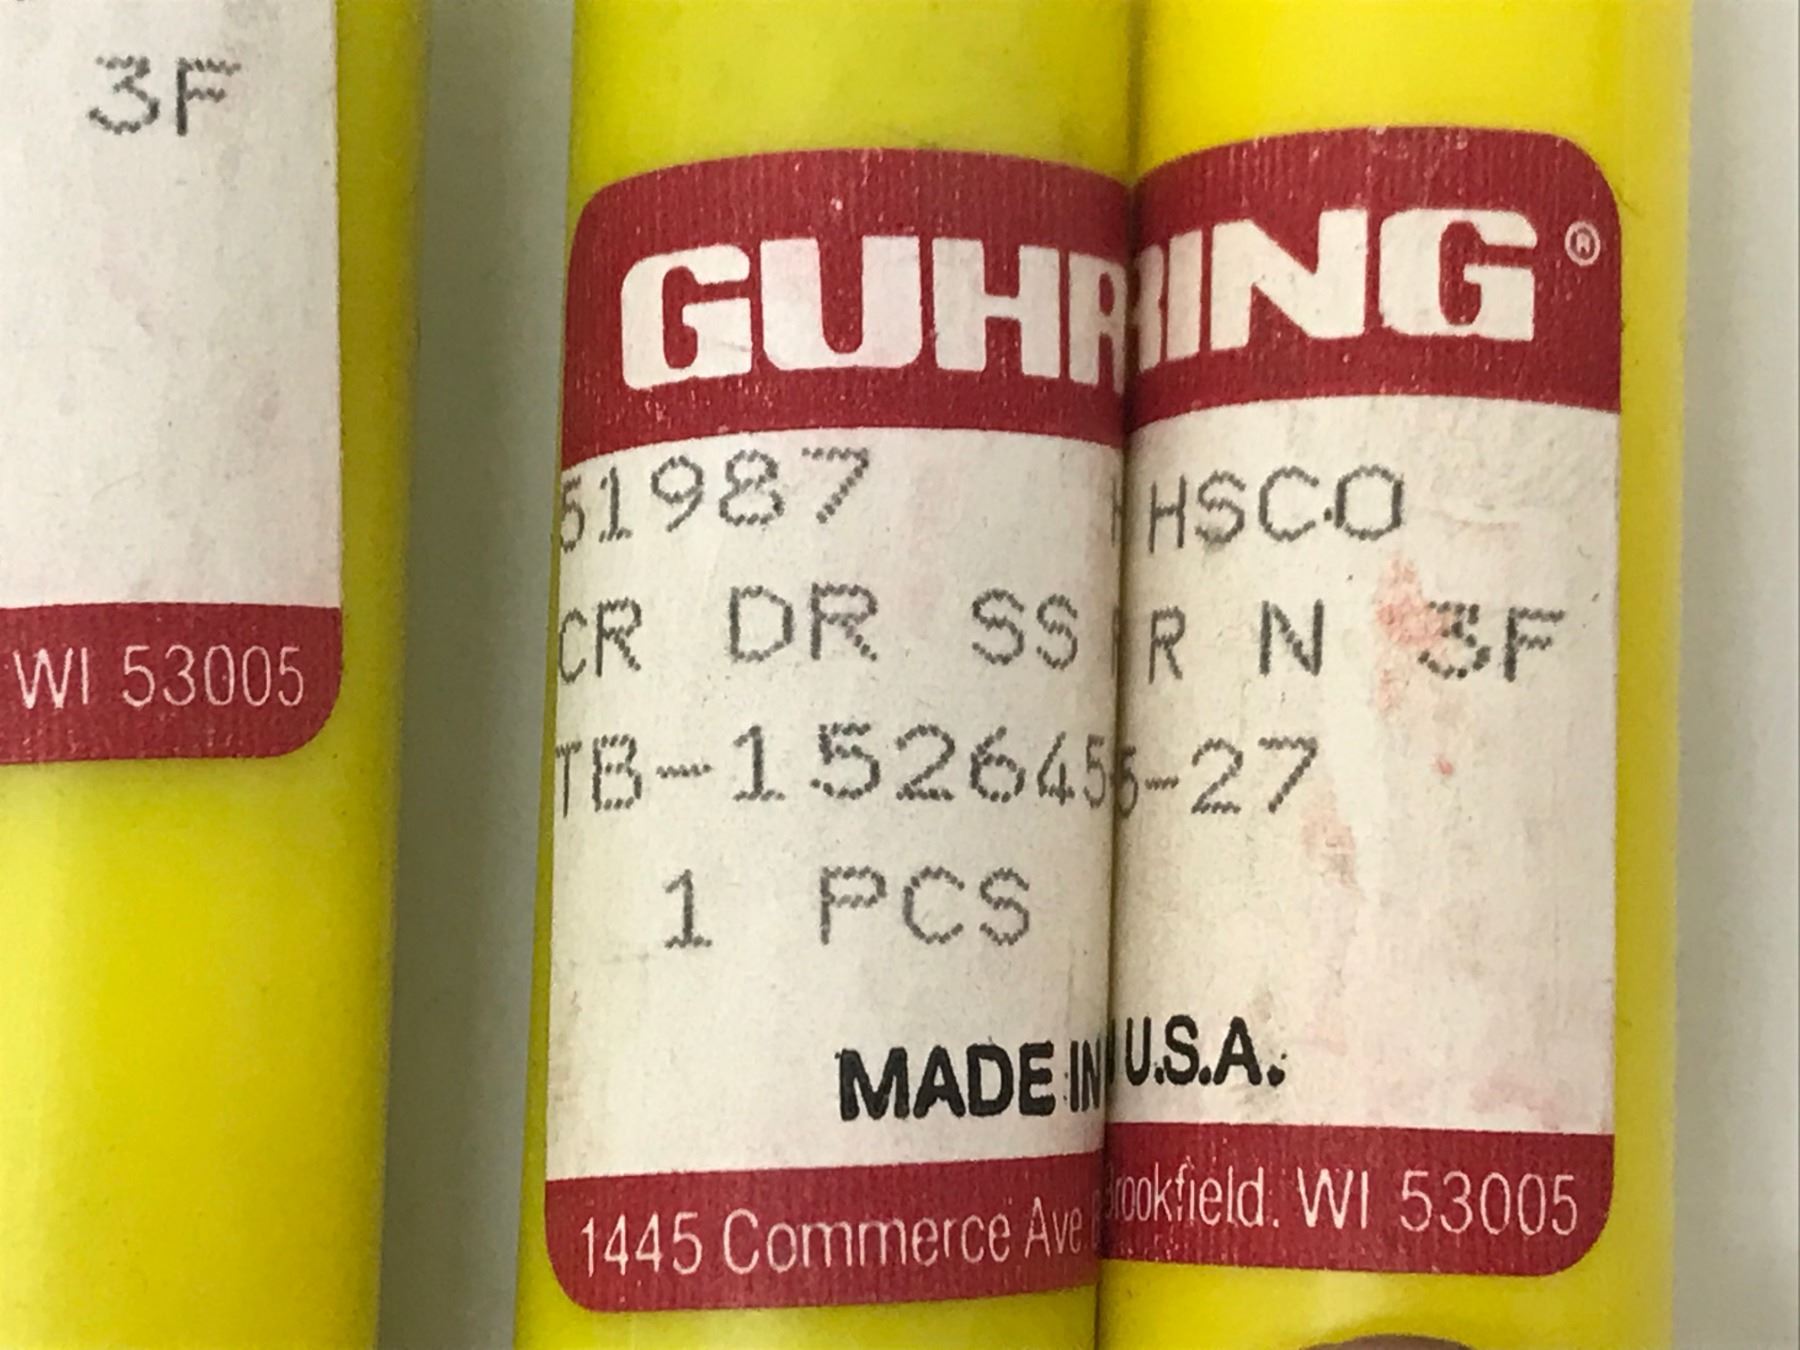 3F
WI 53005
GUHRING®
51987 HSCO
CR DR SS R N 3F
TB-152645-27
1 PCS
MADE IN U.S.A.
1445 Commerce Ave Brookfield. WI 53005